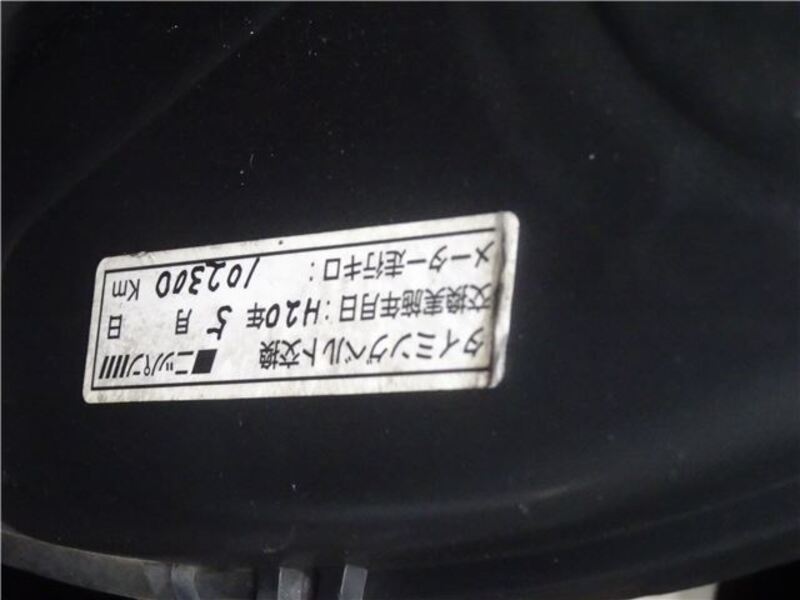 タイミングベルト交換 ■ニッパン
交換実施年月日：H20年 5 月 日
メーター走行キロ： 102300 Km